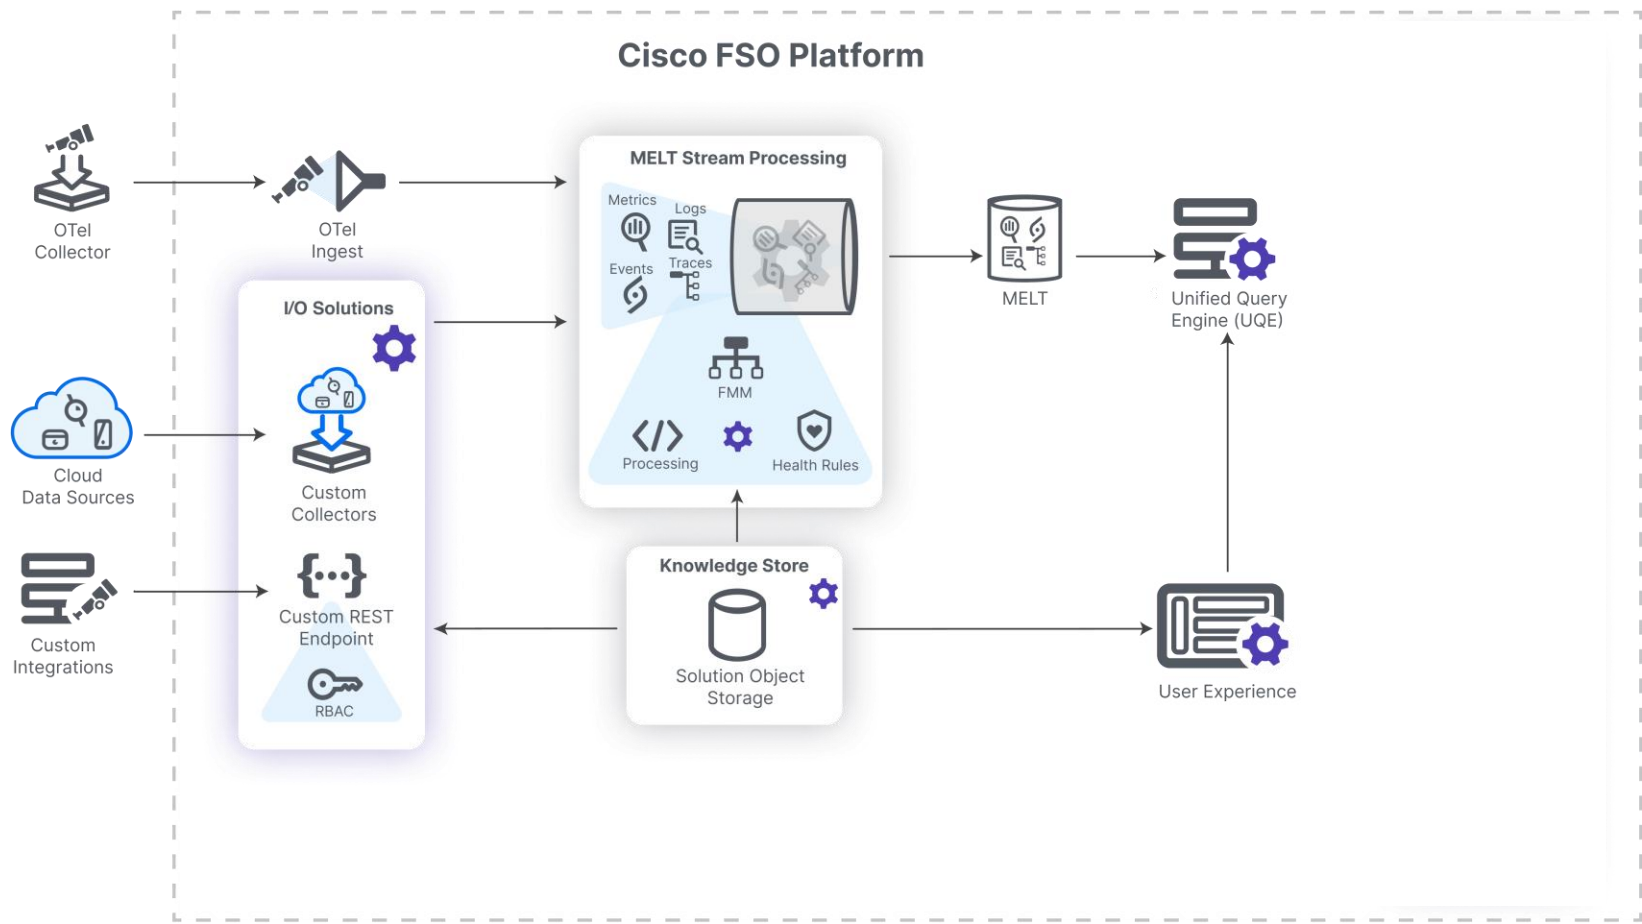 Cisco FSO Platform
OTel
Collector
OTel
Ingest
MELT Stream Processing
Metrics
Logs
Events
Traces
FMM
Processing
Health Rules
MELT
Unified Query
Engine (UQE)
I/O Solutions
Custom
Collectors
Custom REST
Endpoint
RBAC
Cloud
Data Sources
Custom
Integrations
Knowledge Store
Solution Object
Storage
User Experience